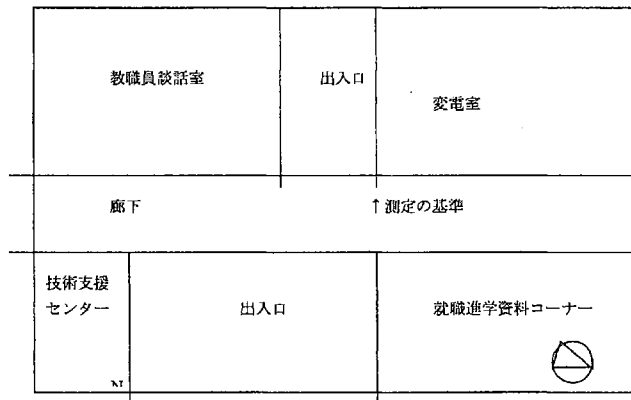 教職員談話室
出入口
変電室
廊下
↑測定の基準
技術支援
センター
出入口
就職進学資料コーナー